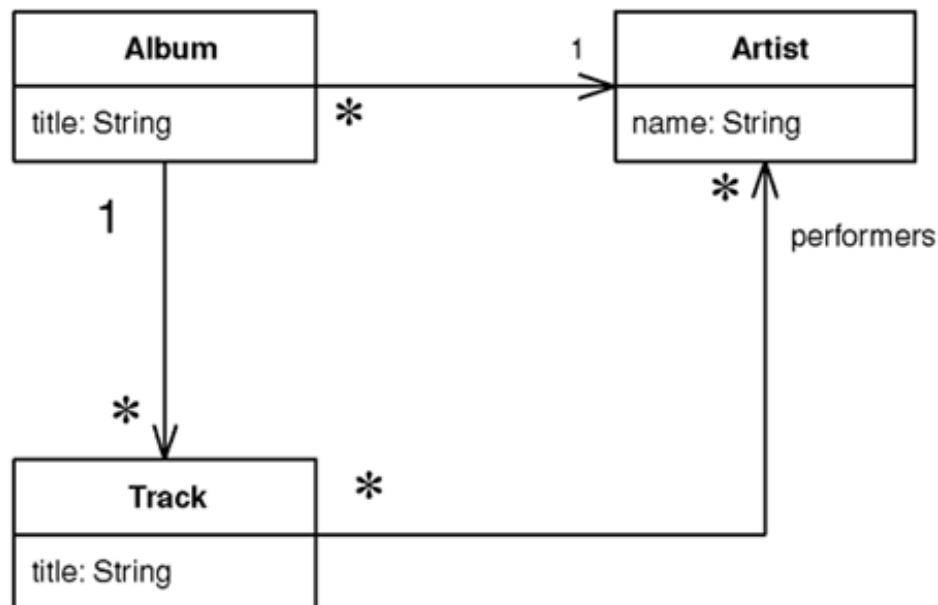 Album
1
Artist
title: String
*
name: String
1
*
performers
*
Track
*
title: String